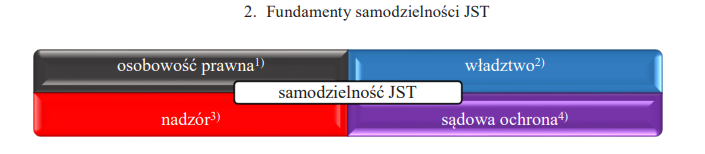 2. Fundamenty samodzielności JST
osobowość prawna1)
władztwo2)
samodzielność JST
nadzór3)
sądowa ochrona4)